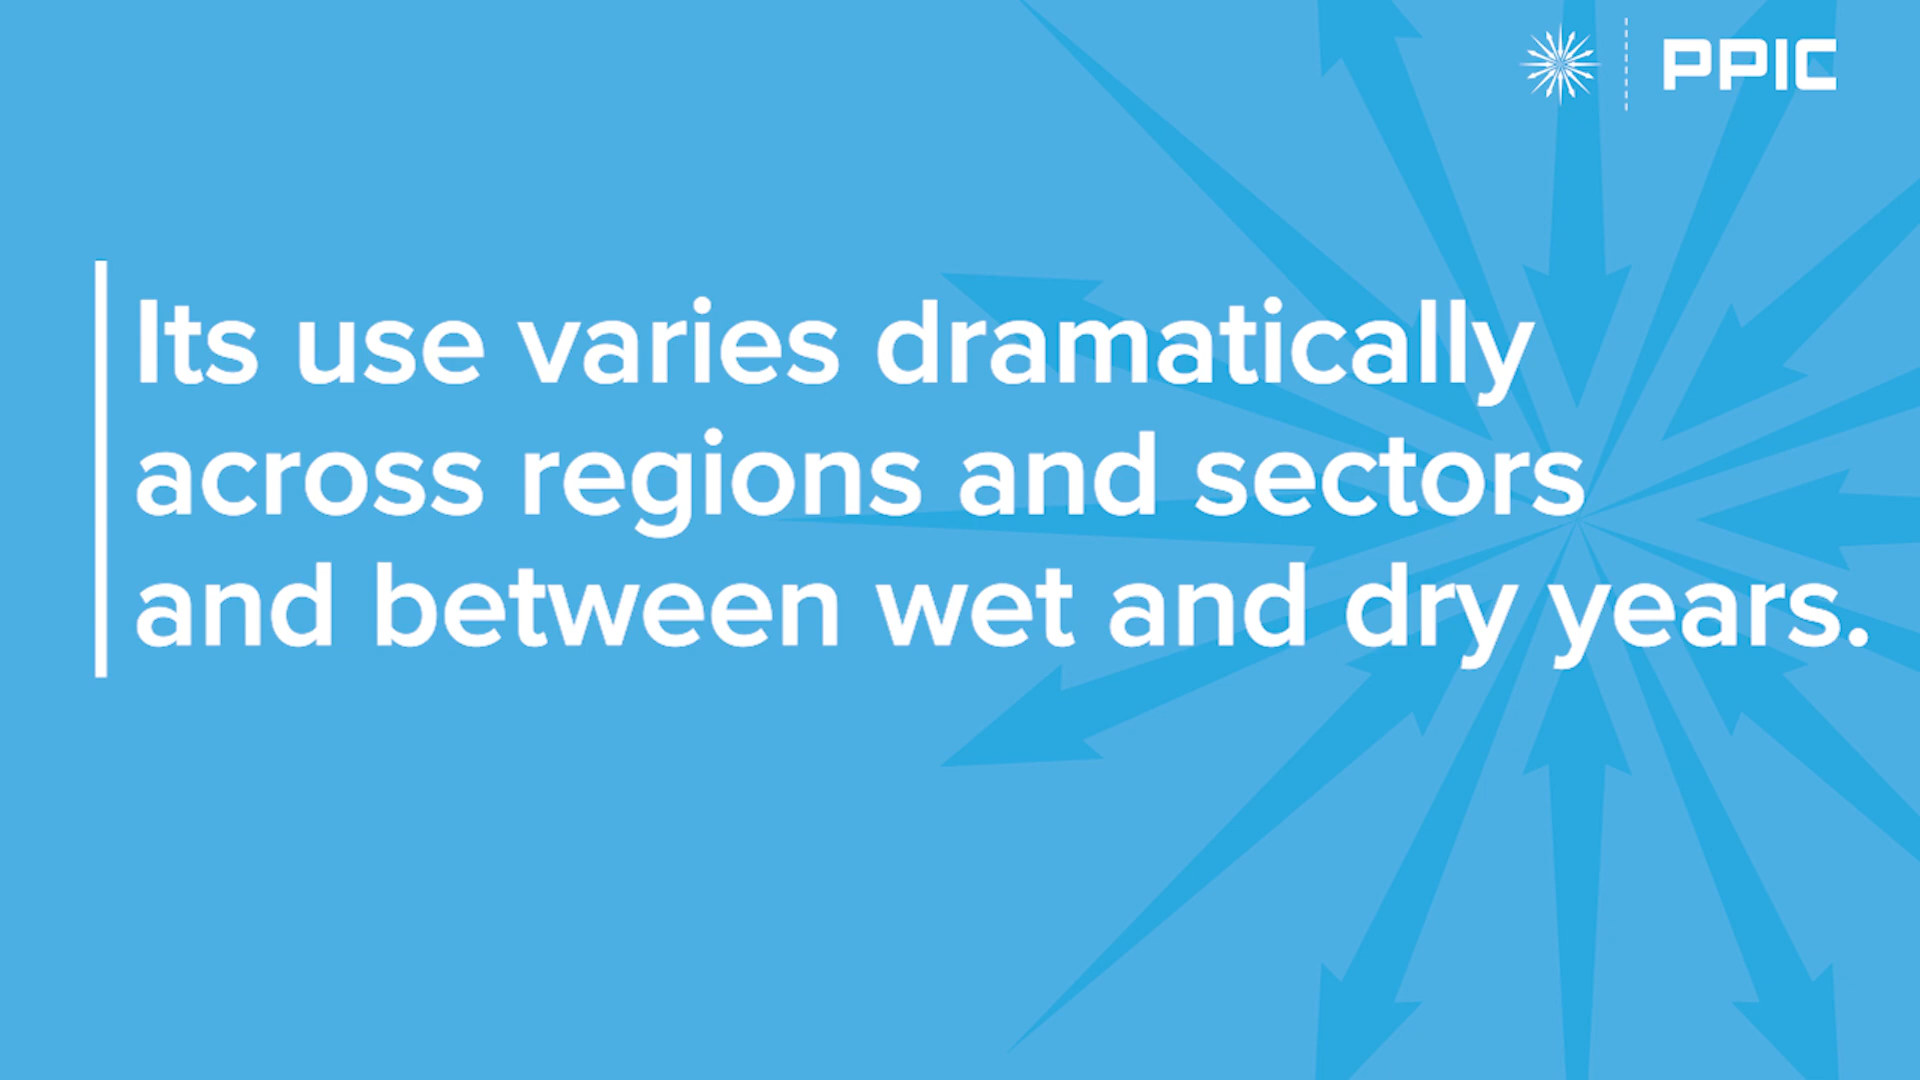 PPIC
Its use varies dramatically
across regions and sectors
and between wet and dry years.